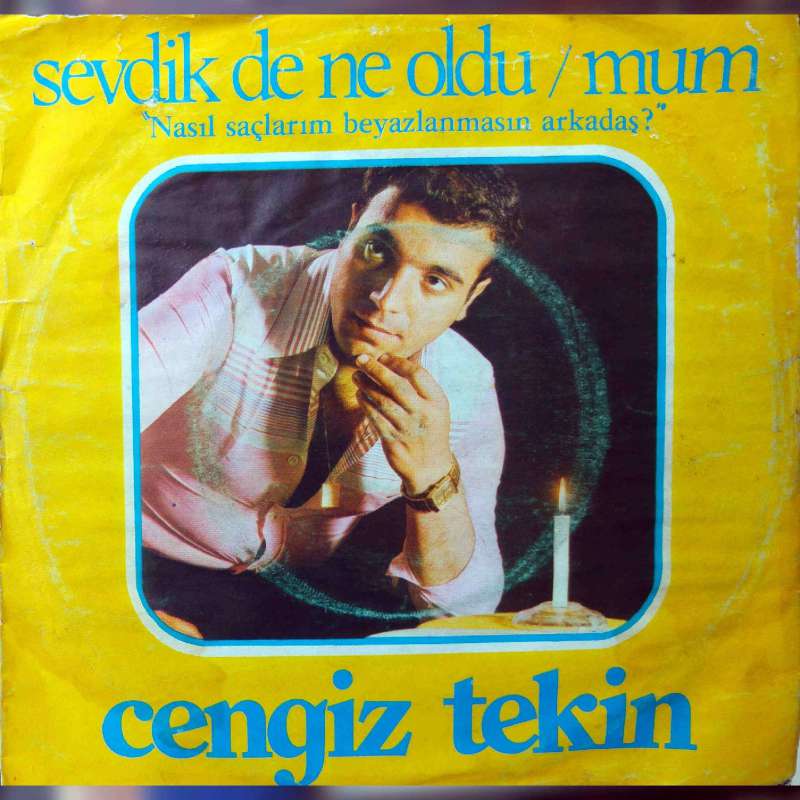 sevdik de ne oldu / mum
"Nasıl saçlarım beyazlanmasın arkadaş?"
cengiz tekin